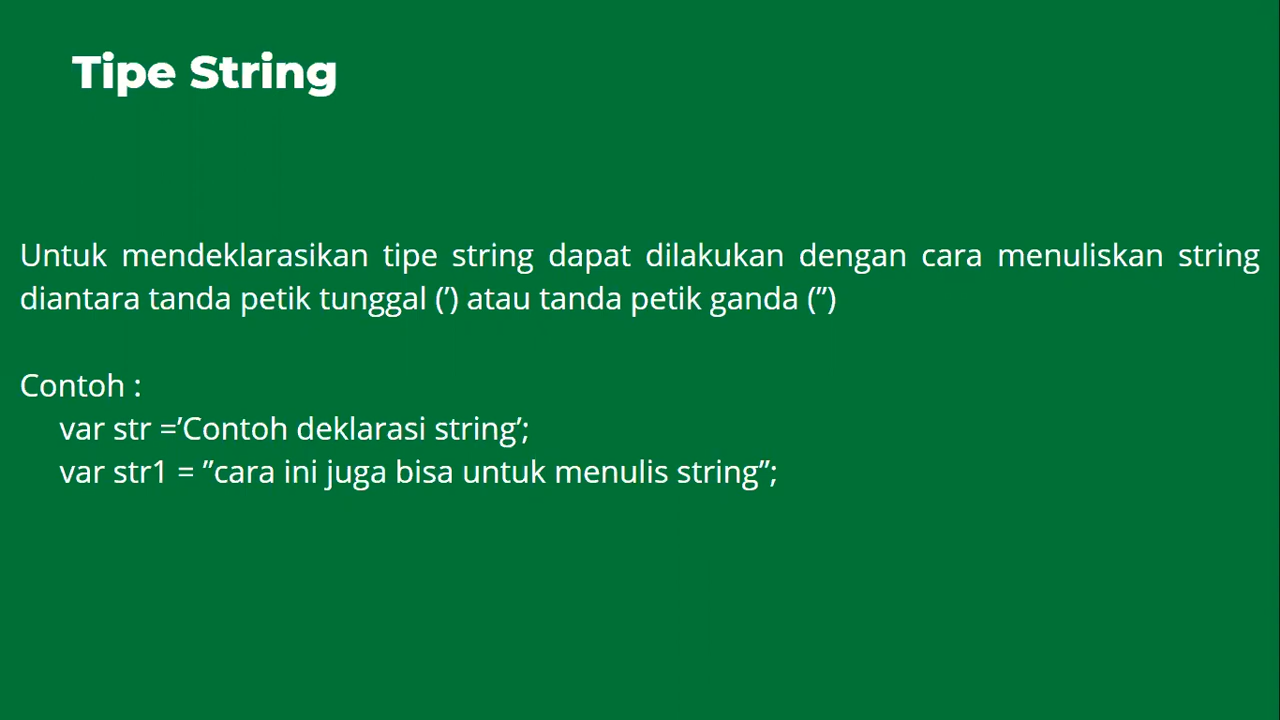 Tipe String
Untuk mendeklarasikan tipe string dapat dilakukan dengan cara menuliskan string
diantara tanda petik tunggal (’) atau tanda petik ganda (”)
Contoh :
var str =’Contoh deklarasi string’;
var str1 = ”cara ini juga bisa untuk menulis string”;